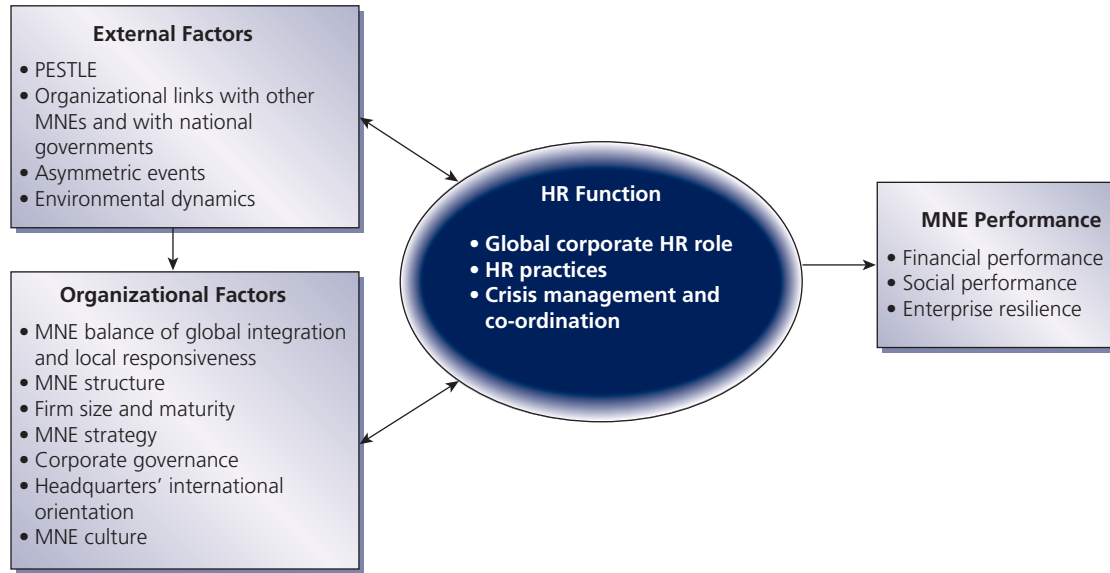 External Factors
• PESTLE
• Organizational links with other
MNEs and with national
governments
• Asymmetric events
• Environmental dynamics
Organizational Factors
• MNE balance of global integration
and local responsiveness
• MNE structure
• Firm size and maturity
• MNE strategy
• Corporate governance
• Headquarters’ international
orientation
• MNE culture
HR Function
• Global corporate HR role
• HR practices
• Crisis management and
co-ordination
MNE Performance
• Financial performance
• Social performance
• Enterprise resilience